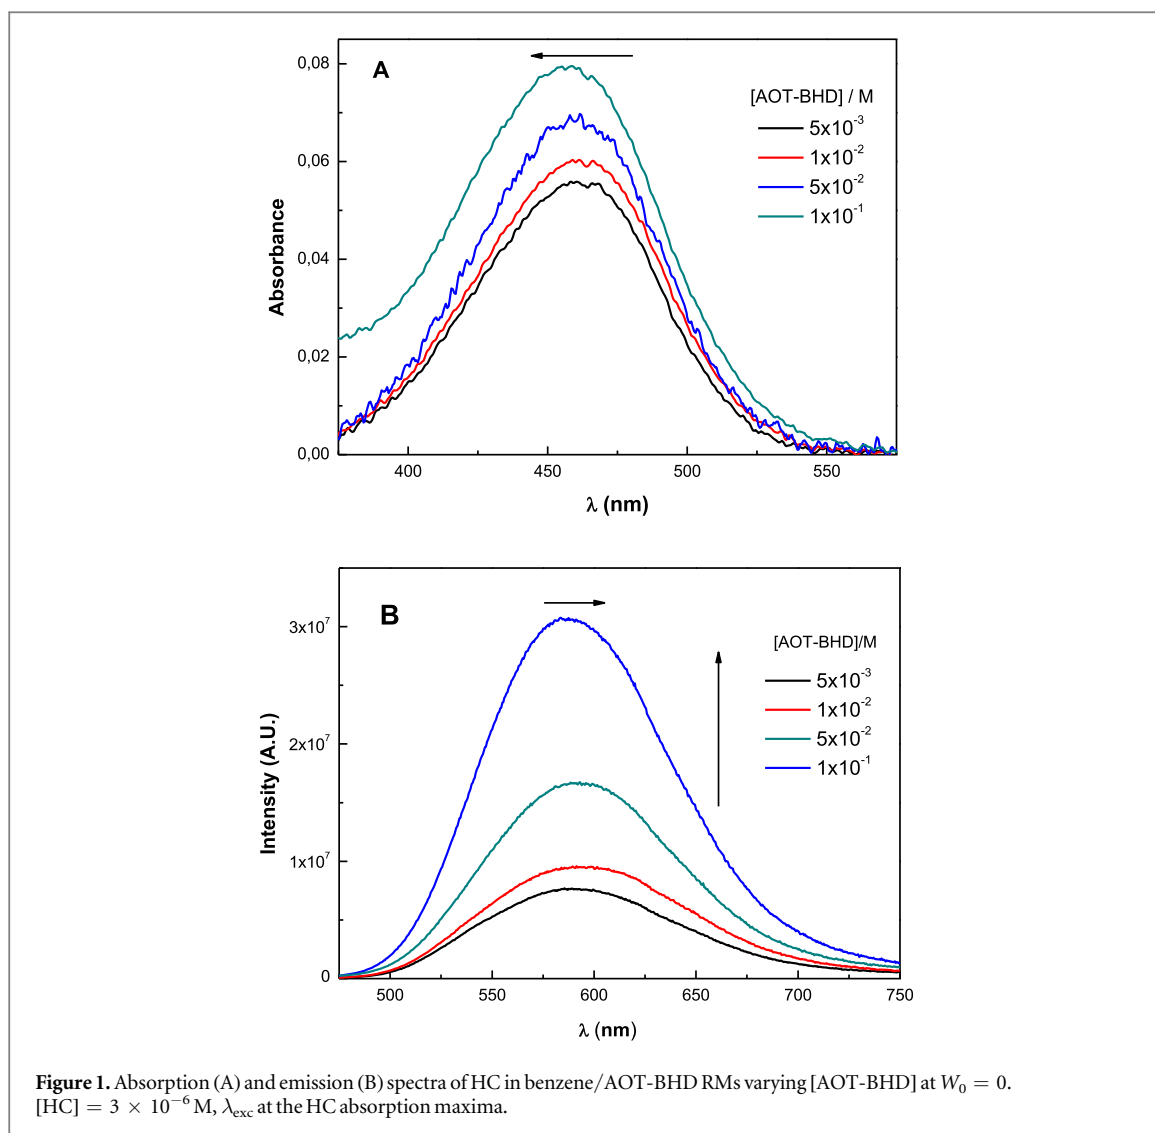 A
[AOT-BHD] / M
5x10⁻³
1x10⁻²
5x10⁻²
1x10⁻¹
0,08
0,06
0,04
0,02
0,00
Absorbance
400 450 500 550
λ (nm)
B
[AOT-BHD]/M
5x10⁻³
1x10⁻²
5x10⁻²
1x10⁻¹
3x10⁷
2x10⁷
1x10⁷
0
Intensity (A.U.)
500 550 600 650 700 750
λ (nm)
Figure 1. Absorption (A) and emission (B) spectra of HC in benzene/AOT-BHD RMs varying [AOT-BHD] at W₀ = 0.
[HC] = 3 × 10⁻⁶ M, λexc at the HC absorption maxima.